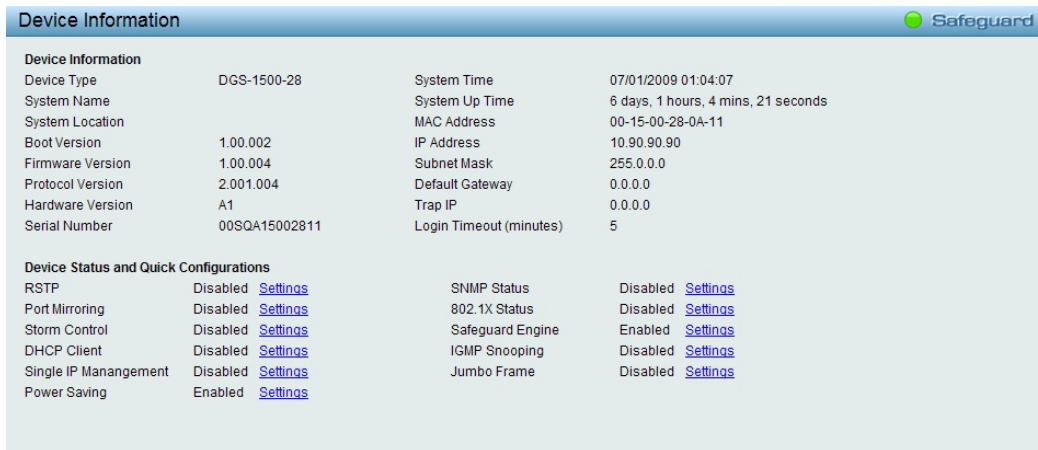 Device Information
Safeguard
Device Information
Device Type DGS-1500-28 System Time 07/01/2009 01:04:07
System Name System Up Time 6 days, 1 hours, 4 mins, 21 seconds
System Location MAC Address 00-15-00-28-0A-11
Boot Version 1.00.002 IP Address 10.90.90.90
Firmware Version 1.00.004 Subnet Mask 255.0.0.0
Protocol Version 2.001.004 Default Gateway 0.0.0.0
Hardware Version A1 Trap IP 0.0.0.0
Serial Number 00SQA15002811 Login Timeout (minutes) 5
Device Status and Quick Configurations
RSTP Disabled Settings SNMP Status Disabled Settings
Port Mirroring Disabled Settings 802.1X Status Disabled Settings
Storm Control Disabled Settings Safeguard Engine Enabled Settings
DHCP Client Disabled Settings IGMP Snooping Disabled Settings
Single IP Manangement Disabled Settings Jumbo Frame Disabled Settings
Power Saving Enabled Settings